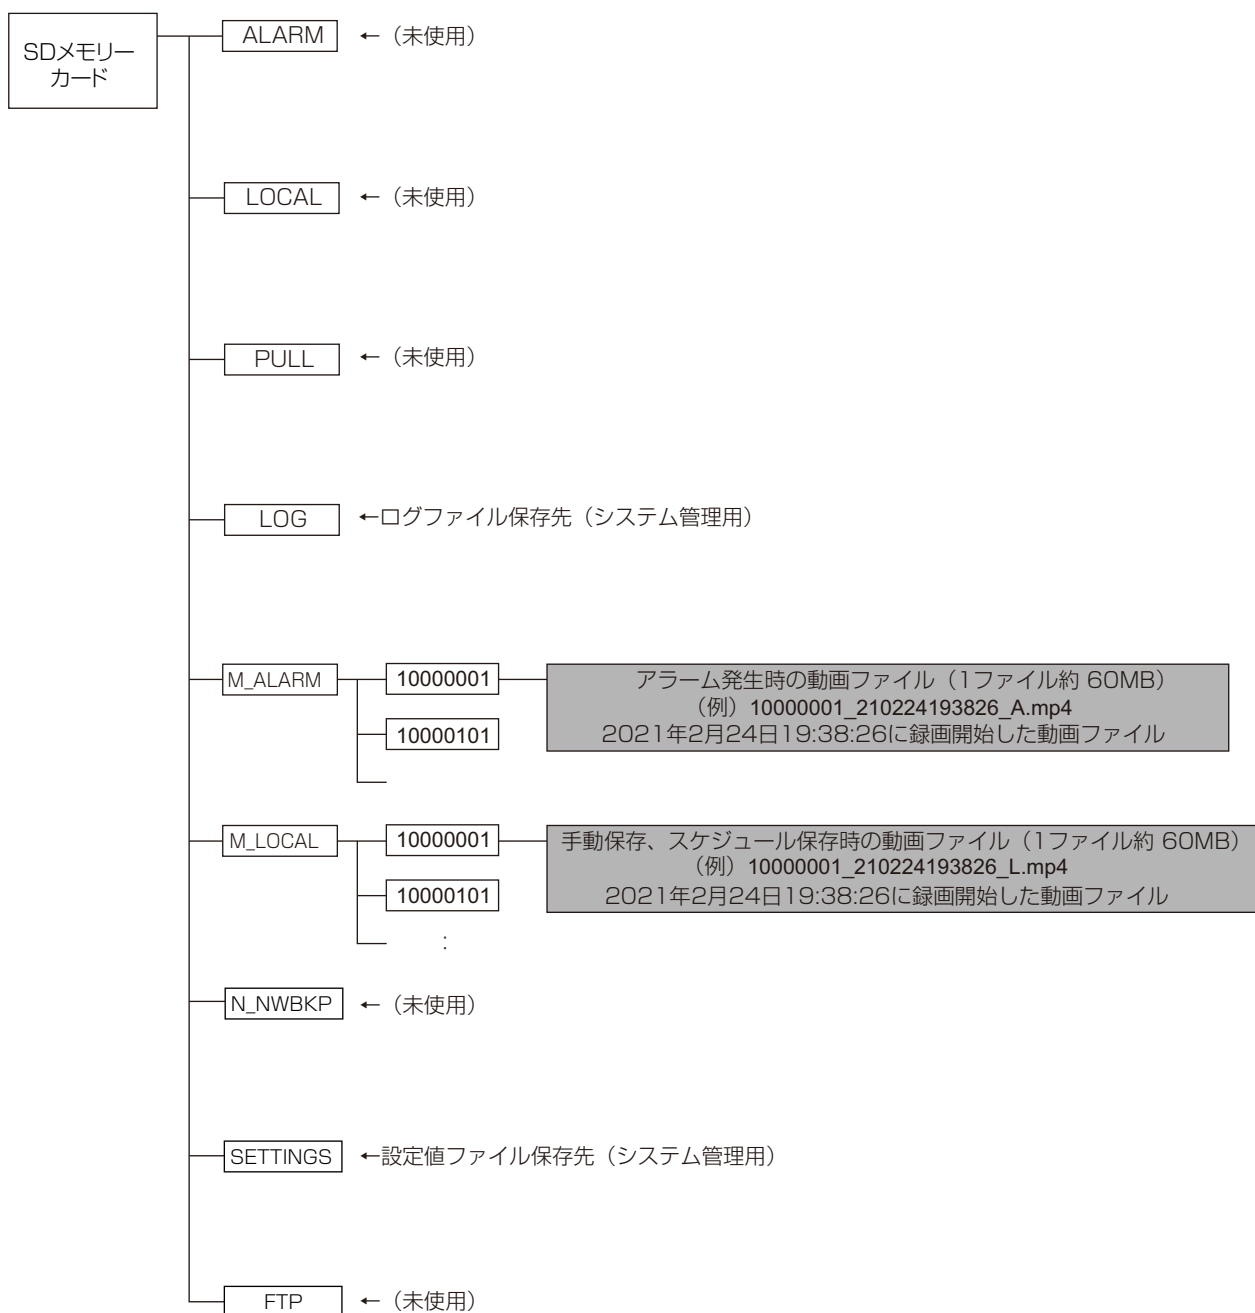 SDメモリー
カード
ALARM ←（未使用）
LOCAL ←（未使用）
PULL ←（未使用）
LOG ←ログファイル保存先（システム管理用）
M_ALARM 10000001 アラーム発生時の動画ファイル（1ファイル約 60MB）
（例）10000001_210224193826_A.mp4
10000101 2021年2月24日19:38:26に録画開始した動画ファイル
M_LOCAL 10000001 手動保存、スケジュール保存時の動画ファイル（1ファイル約 60MB）
（例）10000001_210224193826_L.mp4
10000101 2021年2月24日19:38:26に録画開始した動画ファイル
：
N_NWBKP ←（未使用）
SETTINGS ←設定値ファイル保存先（システム管理用）
FTP ←（未使用）